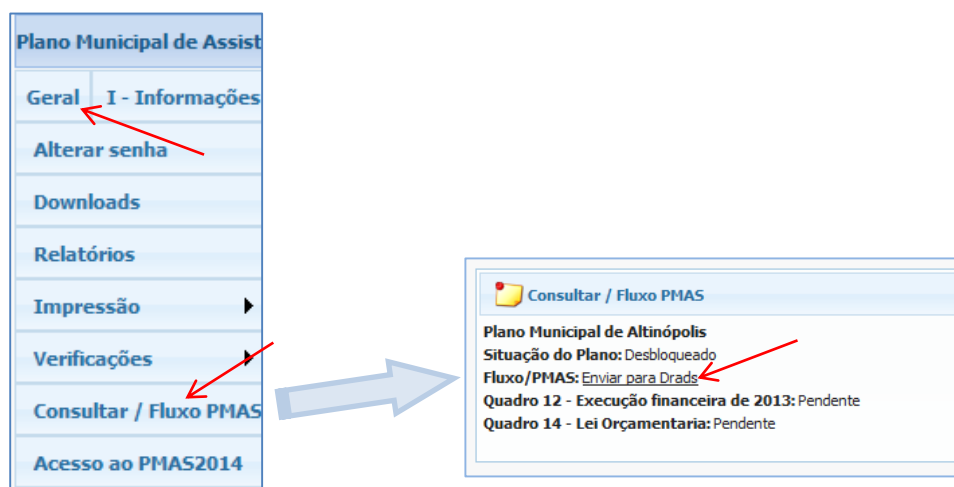 Plano Municipal de Assist
Geral I - Informações
Alterar senha
Downloads
Relatórios
Impressão
Verificações
Consultar / Fluxo PMAS
Acesso ao PMAS2014
Consultar / Fluxo PMAS
Plano Municipal de Altinópolis
Situação do Plano: Desbloqueado
Fluxo/PMAS: Enviar para Drads
Quadro 12 - Execução financeira de 2013: Pendente
Quadro 14 - Lei Orçamentaria: Pendente